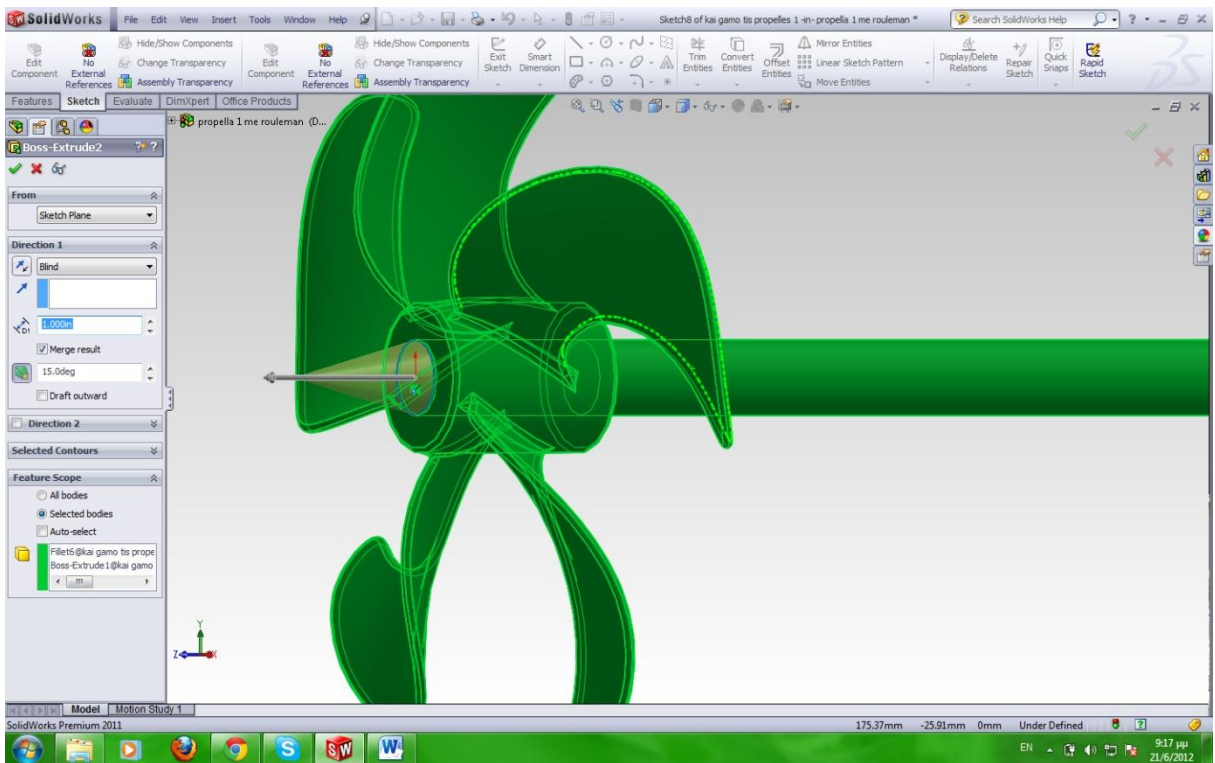 SolidWorks File Edit View Insert Tools Window Help Sketch8 of kai gamo tis propelles 1 -in- propella 1 me rouleman * Search SolidWorks Help
Edit Component
No External References
Hide/Show Components
Change Transparency
Assembly Transparency
Edit Component
No External References
Hide/Show Components
Change Transparency
Assembly Transparency
Exit Sketch
Smart Dimension
Trim Entities
Convert Entities
Offset Entities
Mirror Entities
Linear Sketch Pattern
Move Entities
Display/Delete Relations
Repair Sketch
Quick Snaps
Rapid Sketch
Features Sketch Evaluate DimXpert Office Products
propella 1 me rouleman (D...
Boss-Extrude2
From
Sketch Plane
Direction 1
Blind
D1
1.000in
Merge result
15.0deg
Draft outward
Direction 2
Selected Contours
Feature Scope
All bodies
Selected bodies
Auto-select
Fillet6@kai gamo tis prope
Boss-Extrude1@kai gamo
Y
Z X
Model Motion Study 1
SolidWorks Premium 2011 175.37mm -25.91mm 0mm Under Defined
EN 9:17 μμ
21/6/2012